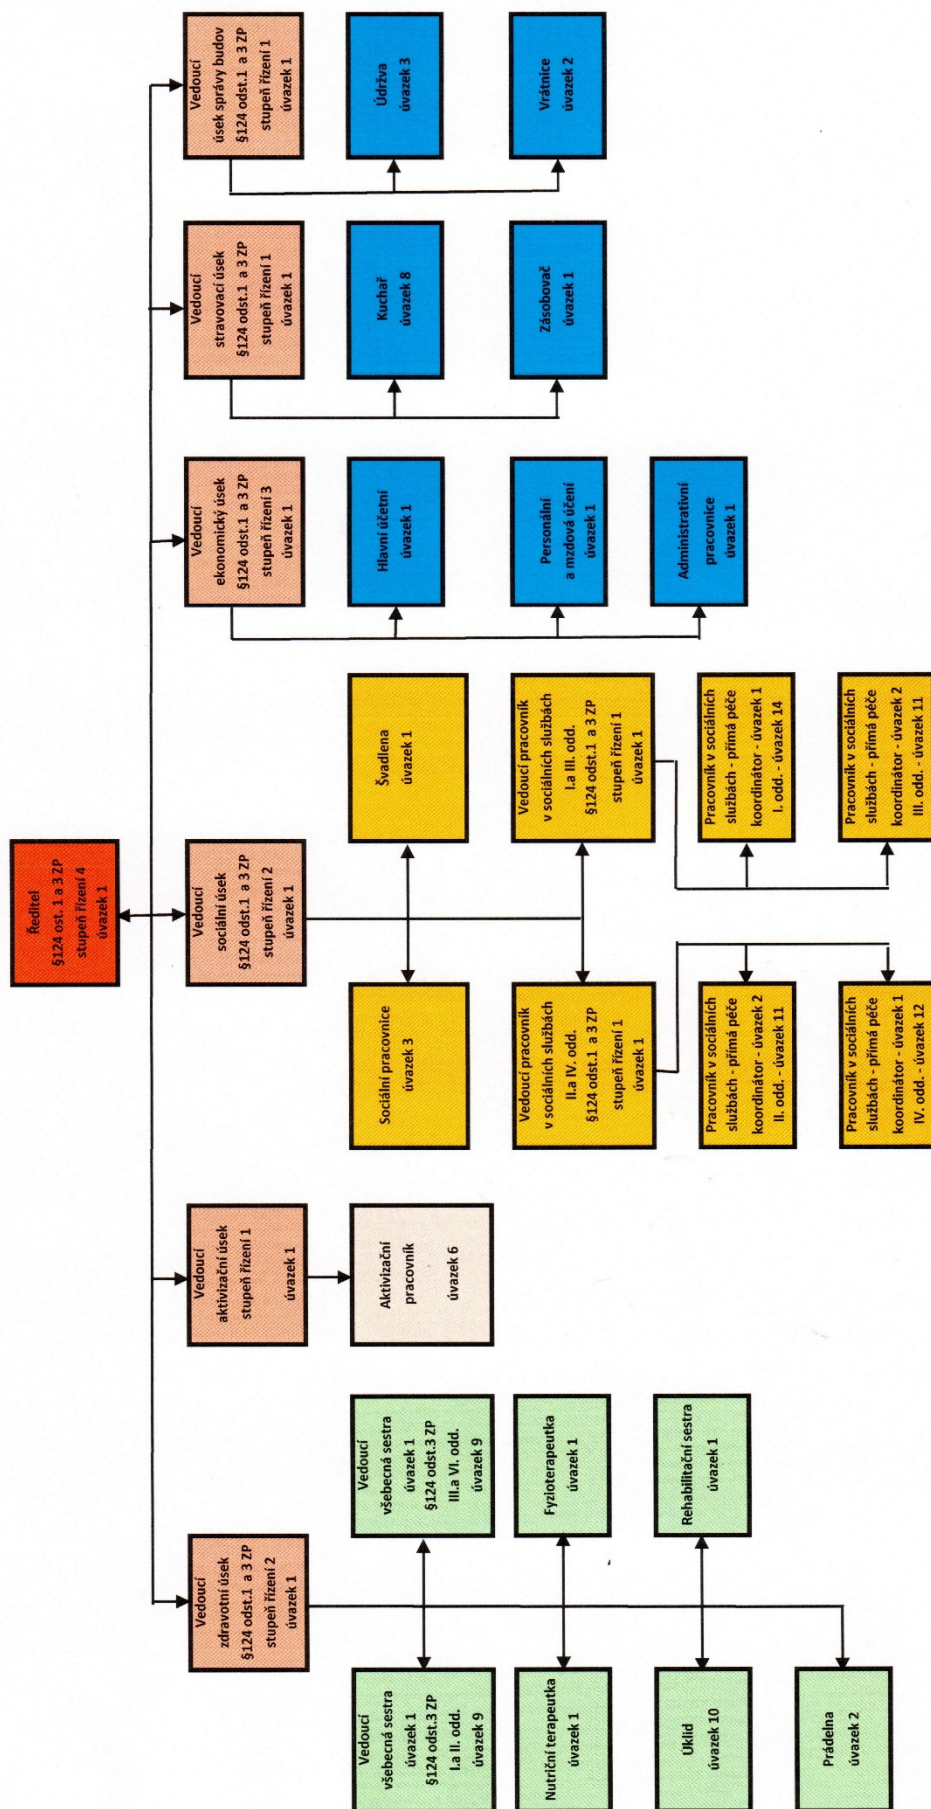 Ředitel
§124 ost. 1 a 3 ZP
stupeň řízení 4
úvazek 1
Vedoucí
zdravotní úsek
§124 odst.1 a 3 ZP
stupeň řízení 2
úvazek 1
Vedoucí
aktivizační úsek
stupeň řízení 1
úvazek 1
Vedoucí
sociální úsek
§124 odst.1 a 3 ZP
stupeň řízení 2
úvazek 1
Vedoucí
ekonomický úsek
§124 odst.1 a 3 ZP
stupeň řízení 3
úvazek 1
Vedoucí
stravovací úsek
§124 odst.1 a 3 ZP
stupeň řízení 1
úvazek 1
Vedoucí
úsek správy budov
§124 odst.1 a 3 ZP
stupeň řízení 1
úvazek 1
Vedoucí
všebecná sestra
úvazek 1
§124 odst.3 ZP
I.a II. odd.
úvazek 9
Vedoucí
všebecná sestra
úvazek 1
§124 odst.3 ZP
III.a VI. odd.
úvazek 9
Aktivizační
pracovník
úvazek 6
Sociální pracovnice
úvazek 3
Švadlena
úvazek 1
Hlavní účetní
úvazek 1
Kuchař
úvazek 8
Údržva
úvazek 3
Nutriční terapeutka
úvazek 1
Fyzioterapeutka
úvazek 1
Vedoucí pracovník
v sociálních službách
II.a IV. odd.
§124 odst.1 a 3 ZP
stupeň řízení 1
úvazek 1
Vedoucí pracovník
v sociálních službách
I.a III. odd.
§124 odst.1 a 3 ZP
stupeň řízení 1
úvazek 1
Personální
a mzdová účení
úvazek 1
Zásobovač
úvazek 1
Vrátnice
úvazek 2
Uklid
úvazek 10
Rehabilitační sestra
úvazek 1
Pracovník v sociálních
službách - přímá péče
koordinátor - úvazek 2
II. odd. - úvazek 11
Pracovník v sociálních
službách - přímá péče
koordinátor - úvazek 1
I. odd. - úvazek 14
Administrativní
pracovnice
úvazek 1
Prádelna
úvazek 2
Pracovník v sociálních
službách - přímá péče
koordinátor - úvazek 1
IV. odd. - úvazek 12
Pracovník v sociálních
službách - přímá péče
koordinátor - úvazek 2
III. odd. - úvazek 11